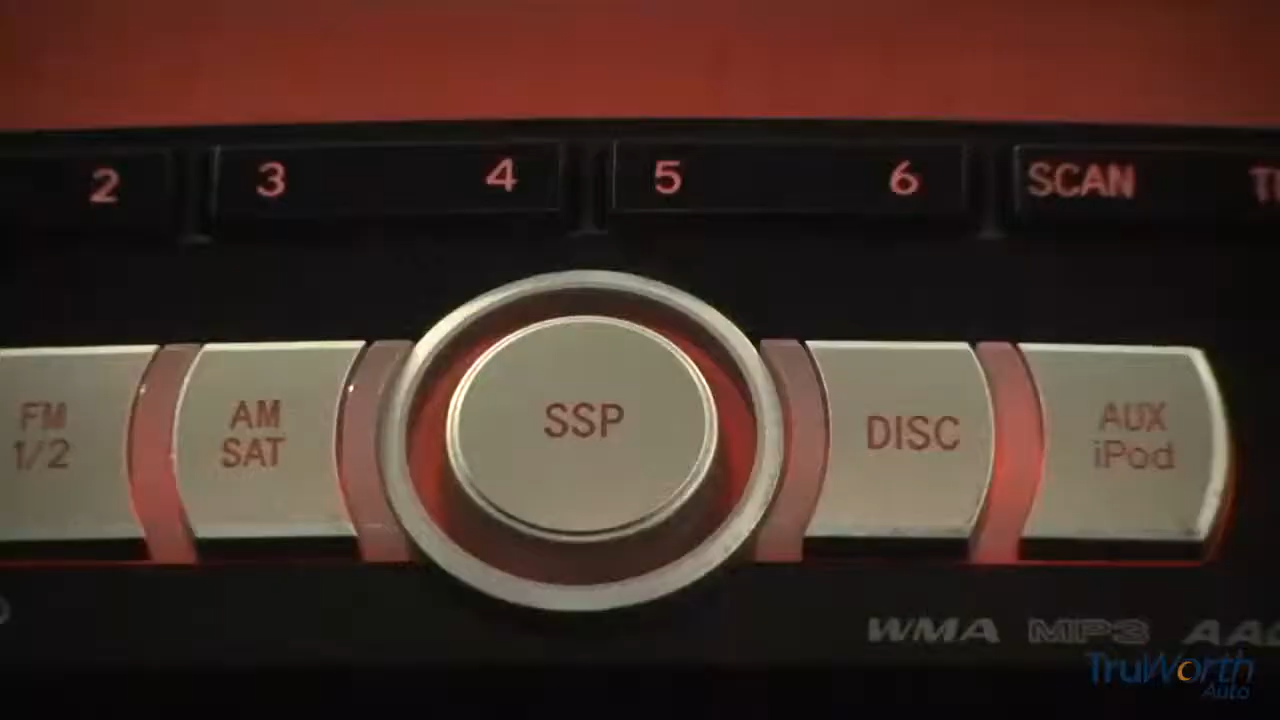 2 3 4 5 6 SCAN
FM
1/2
AM
SAT
SSP
DISC
AUX
iPod
WMA MP3
TruWorth
Auto